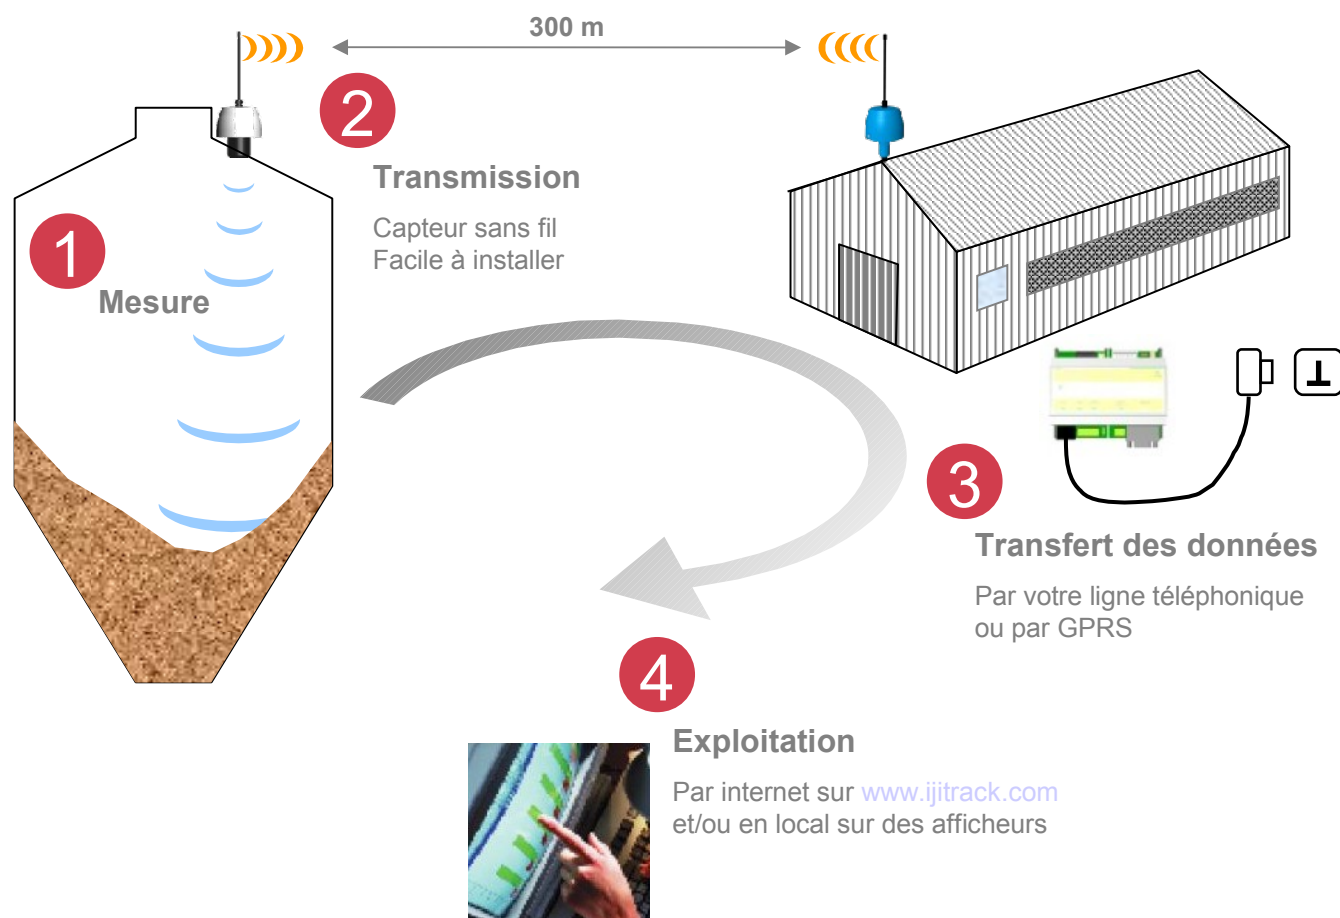 300 m
2
Transmission
Capteur sans fil
Facile à installer
1
Mesure
3
Transfert des données
Par votre ligne téléphonique
ou par GPRS
4
Exploitation
Par internet sur www.ijitrack.com
et/ou en local sur des afficheurs